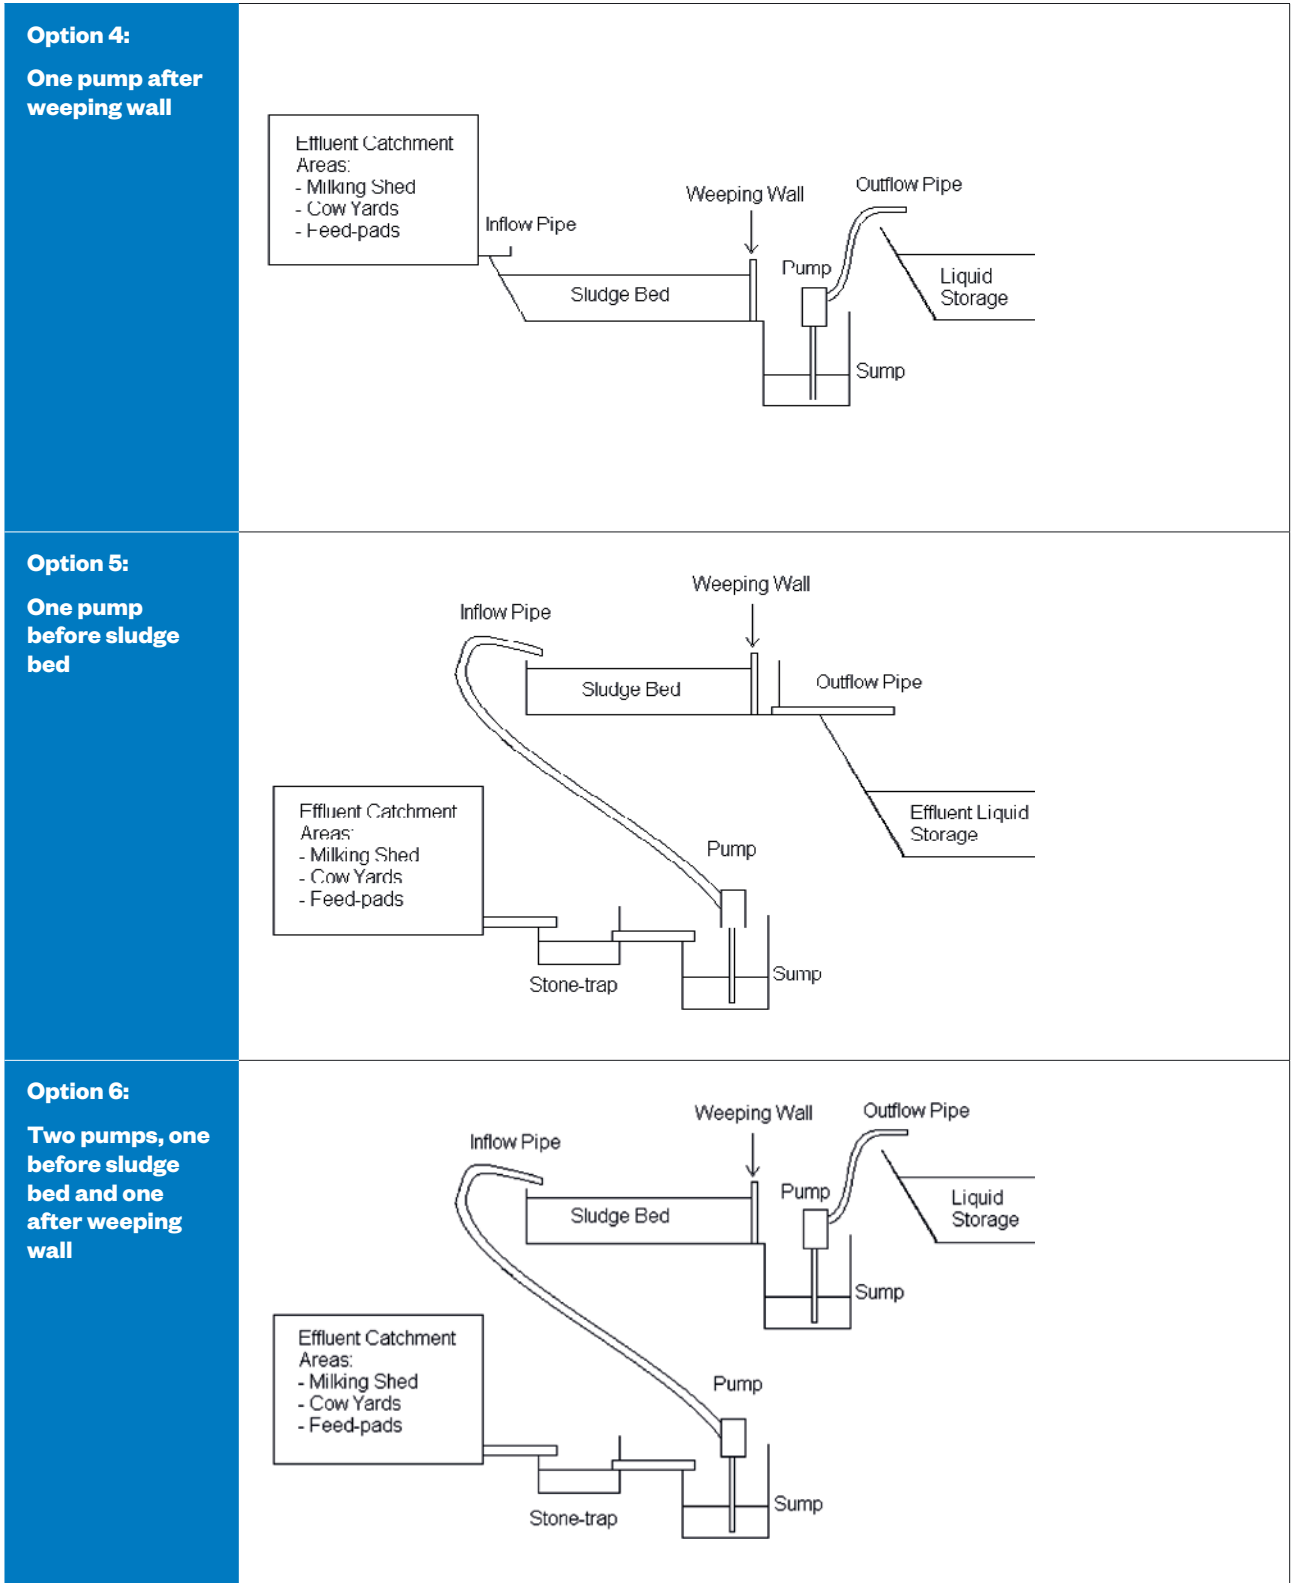 Option 4:
One pump after
weeping wall
Effluent Catchment
Areas:
- Milking Shed
- Cow Yards
- Feed-pads
Inflow Pipe
Sludge Bed
Weeping Wall
Pump
Outflow Pipe
Liquid
Storage
Sump
Option 5:
One pump
before sludge
bed
Weeping Wall
Inflow Pipe
Sludge Bed
Outflow Pipe
Effluent Catchment
Areas:
- Milking Shed
- Cow Yards
- Feed-pads
Effluent Liquid
Storage
Pump
Stone-trap
Sump
Option 6:
Two pumps, one
before sludge
bed and one
after weeping
wall
Weeping Wall
Outflow Pipe
Inflow Pipe
Sludge Bed
Pump
Liquid
Storage
Sump
Effluent Catchment
Areas:
- Milking Shed
- Cow Yards
- Feed-pads
Pump
Stone-trap
Sump